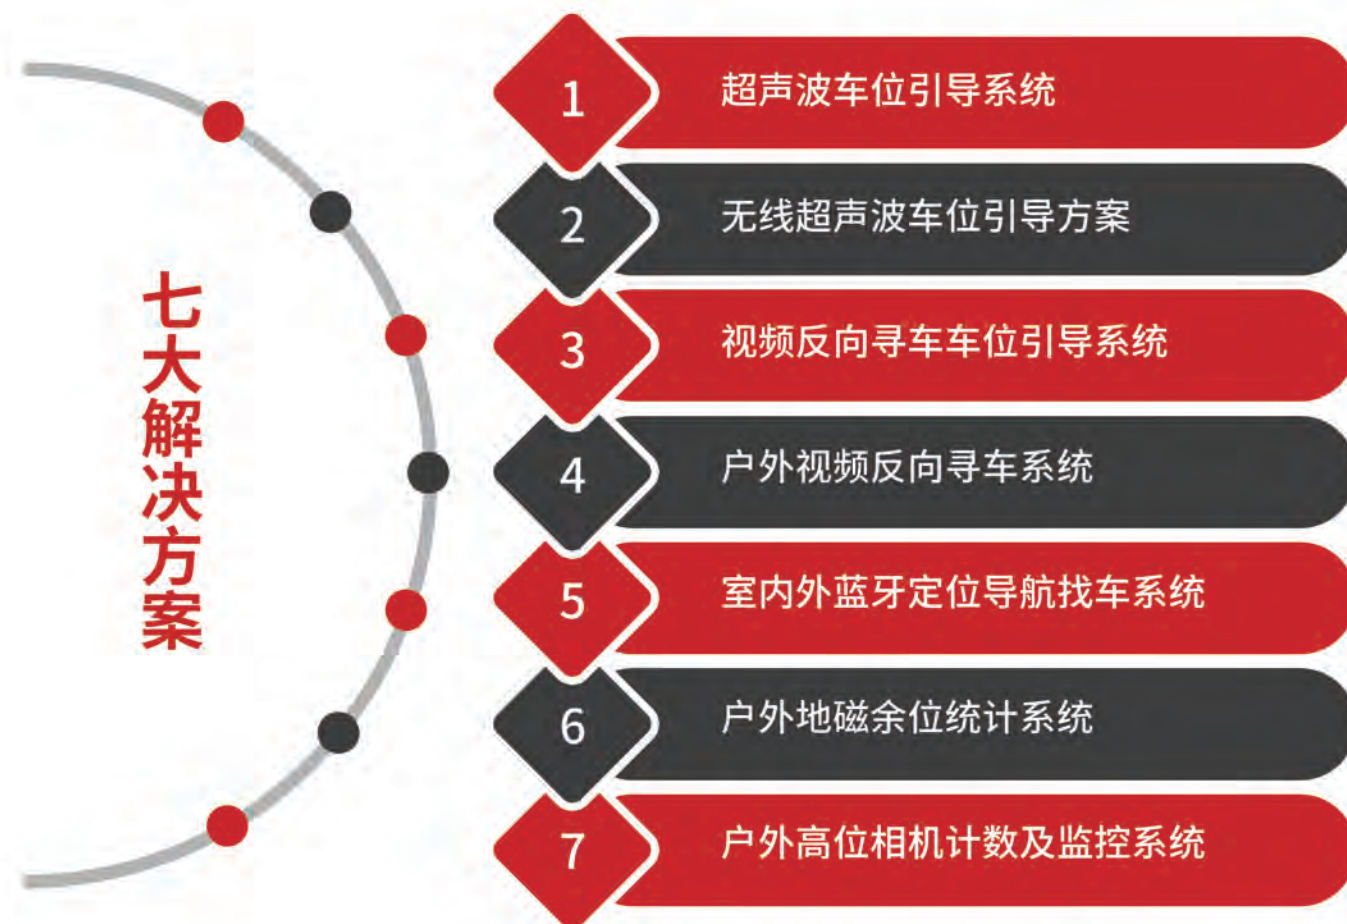 七大解决方案
1
超声波车位引导系统
2
无线超声波车位引导方案
3
视频反向寻车车位引导系统
4
户外视频反向寻车系统
5
室内外蓝牙定位导航找车系统
6
户外地磁余位统计系统
7
户外高位相机计数及监控系统